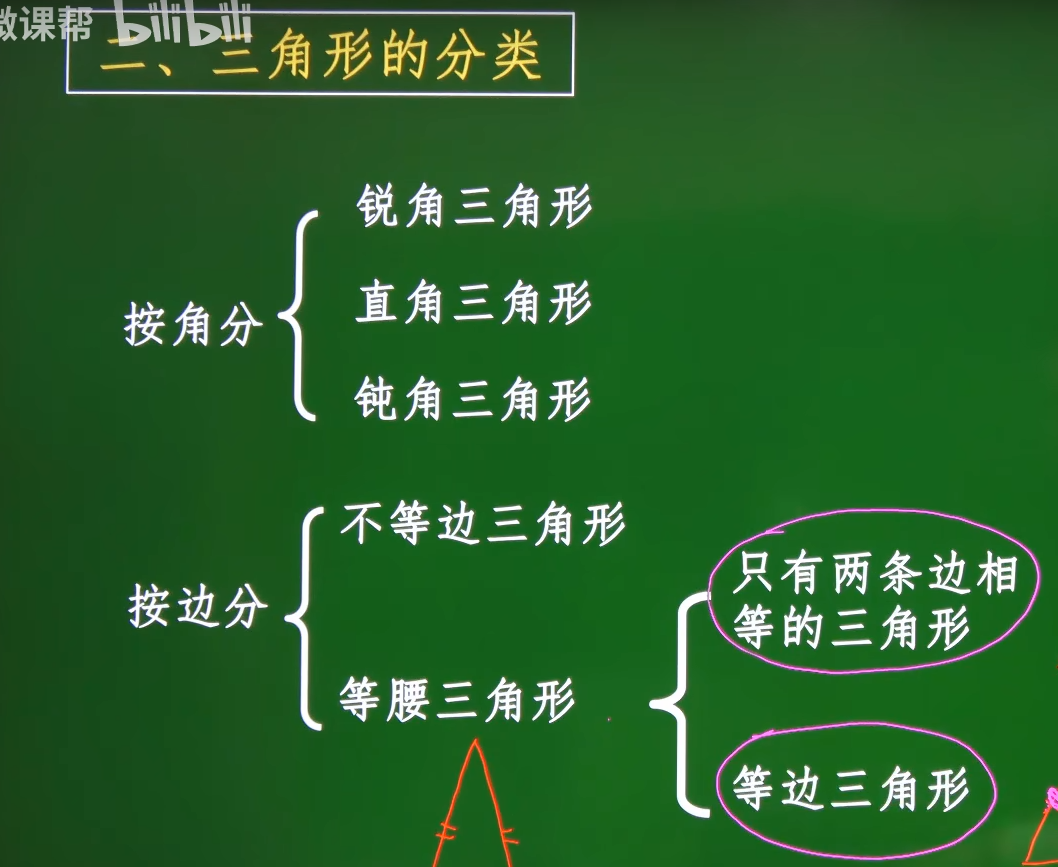 微课帮 bilibili
二、三角形的分类
锐角三角形
直角三角形
按角分
钝角三角形
不等边三角形
只有两条边相
等的三角形
按边分
等腰三角形
等边三角形